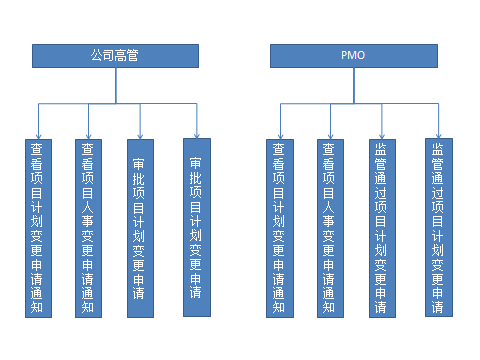 公司高管
PMO
查看项目计划变更申请通知
查看项目人事变更申请通知
审批项目计划变更申请
审批项目计划变更申请
查看项目计划变更申请通知
查看项目人事变更申请通知
监管通过项目计划变更申请
监管通过项目计划变更申请